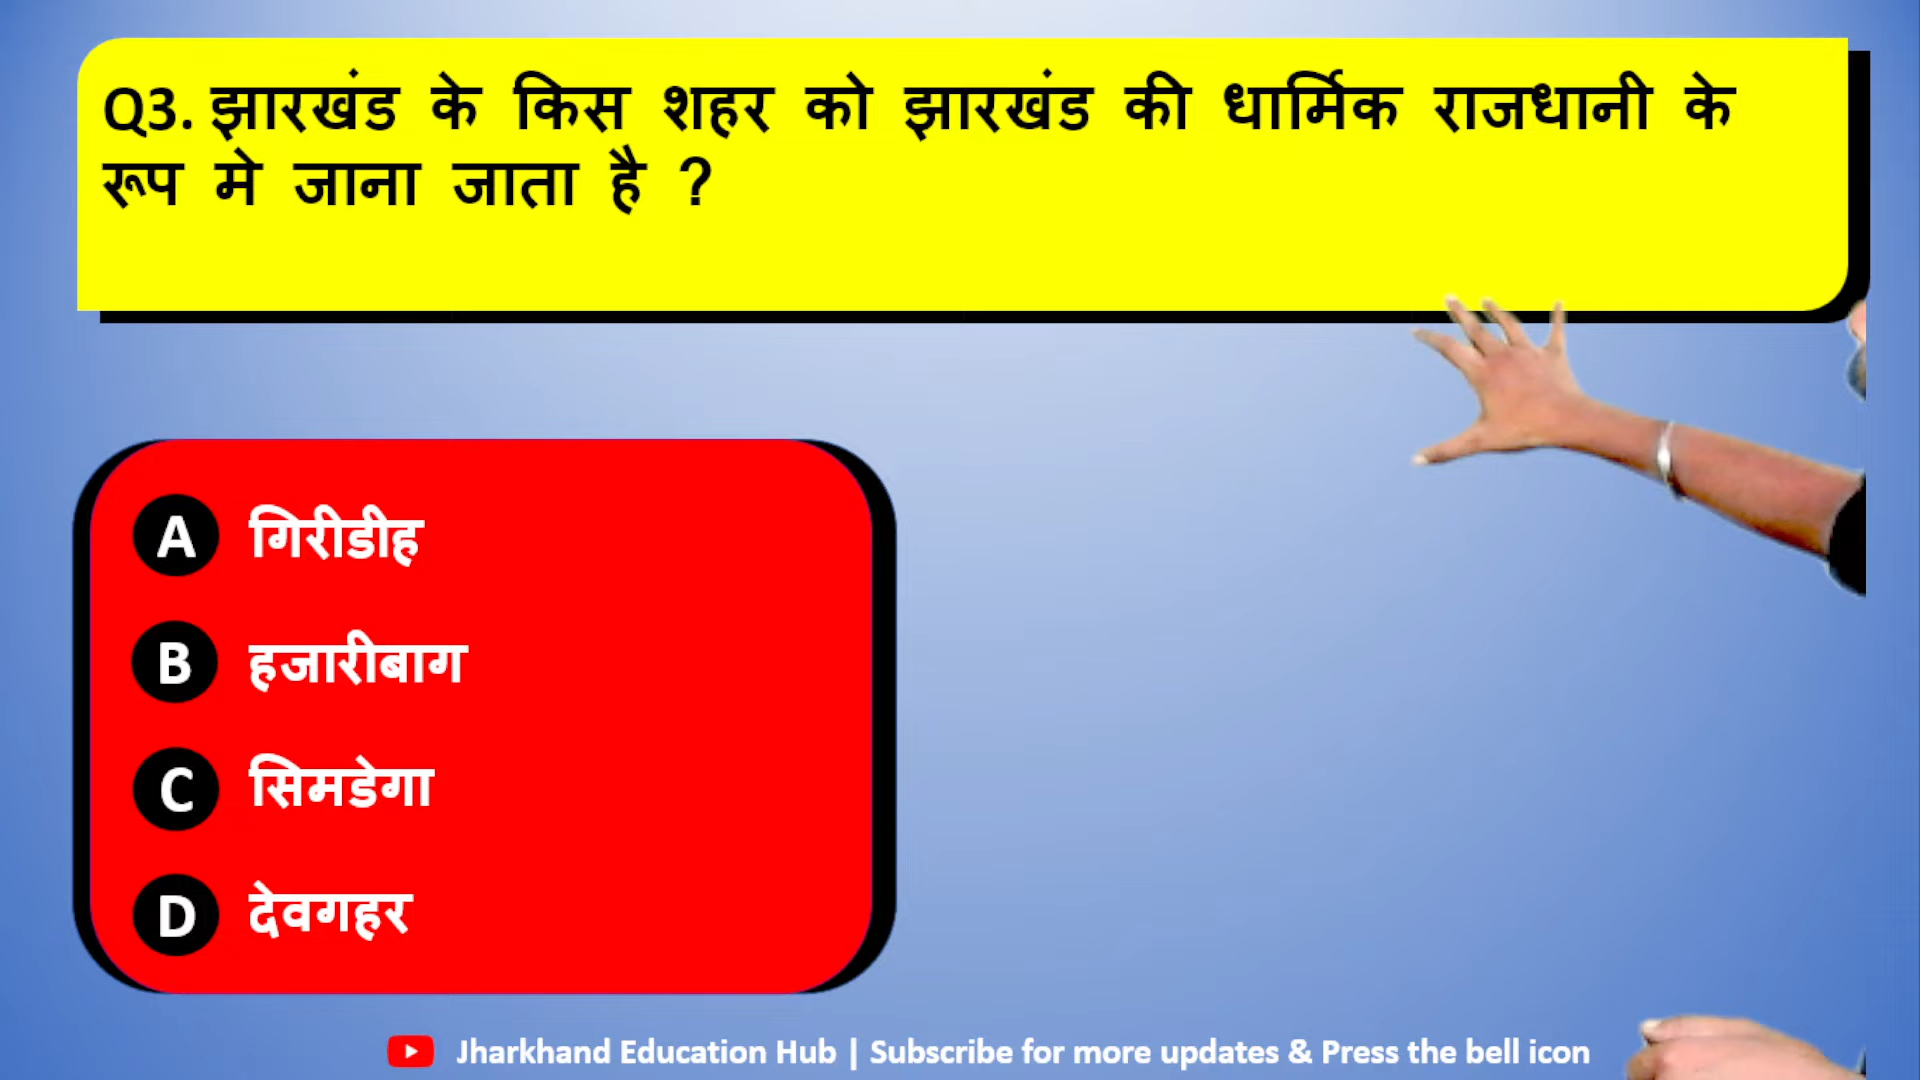 Q3. झारखंड के किस शहर को झारखंड की धार्मिक राजधानी के
रूप मे जाना जाता है ?
A गिरीडीह
B हजारीबाग
C सिमडेगा
D देवगहर
Jharkhand Education Hub | Subscribe for more updates & Press the bell icon